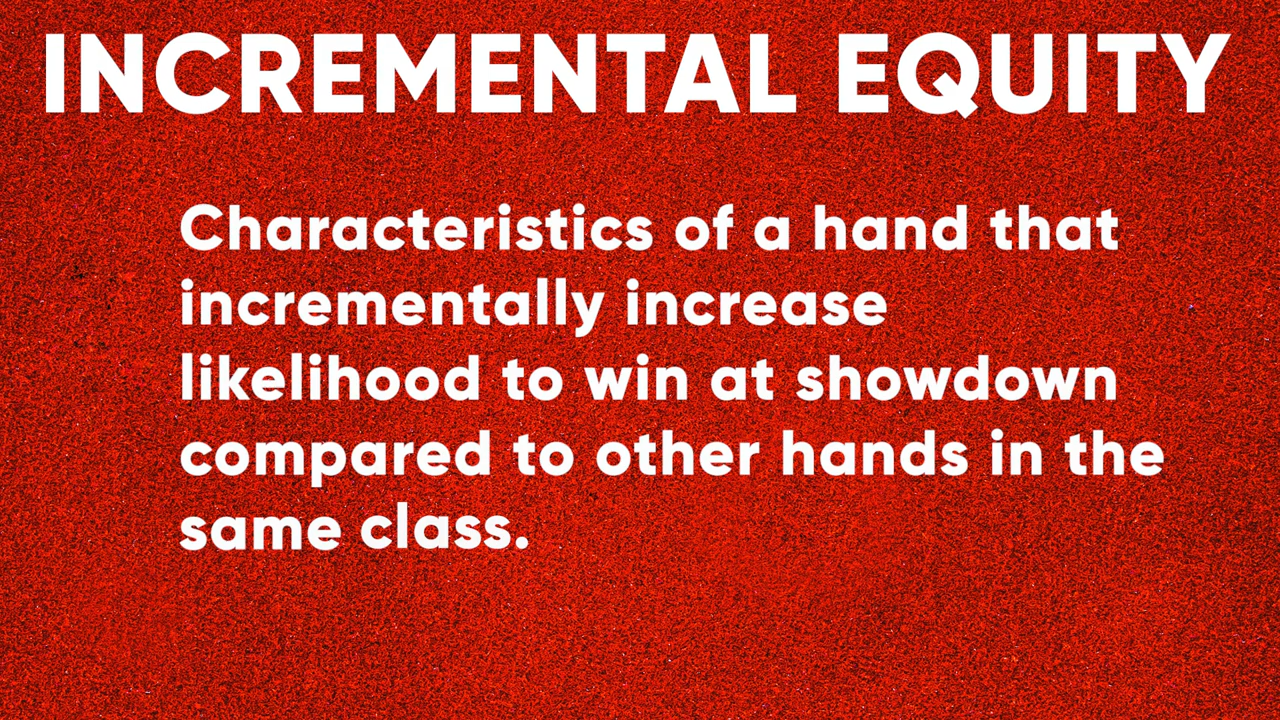 INCREMENTAL EQUITY
Characteristics of a hand that
incrementally increase
likelihood to win at showdown
compared to other hands in the
same class.